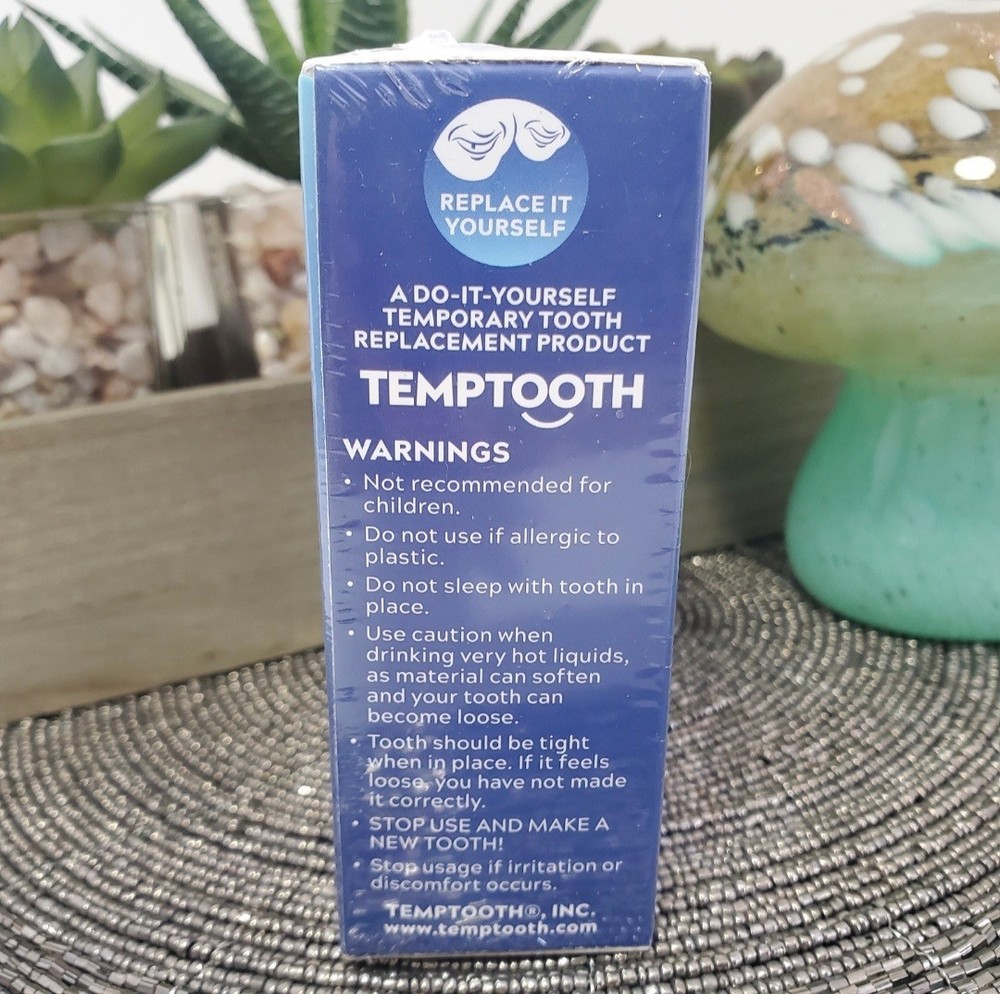 REPLACE IT
YOURSELF
A DO-IT-YOURSELF
TEMPORARY TOOTH
REPLACEMENT PRODUCT
TEMPTOOTH
WARNINGS
• Not recommended for
children.
• Do not use if allergic to
plastic.
• Do not sleep with tooth in
place.
• Use caution when
drinking very hot liquids,
as material can soften
and your tooth can
become loose.
• Tooth should be tight
when in place. If it feels
loose, you have not made
it correctly.
• STOP USE AND MAKE A
NEW TOOTH!
• Stop usage if irritation or
discomfort occurs.
TEMPTOOTH®, INC.
www.temptooth.com